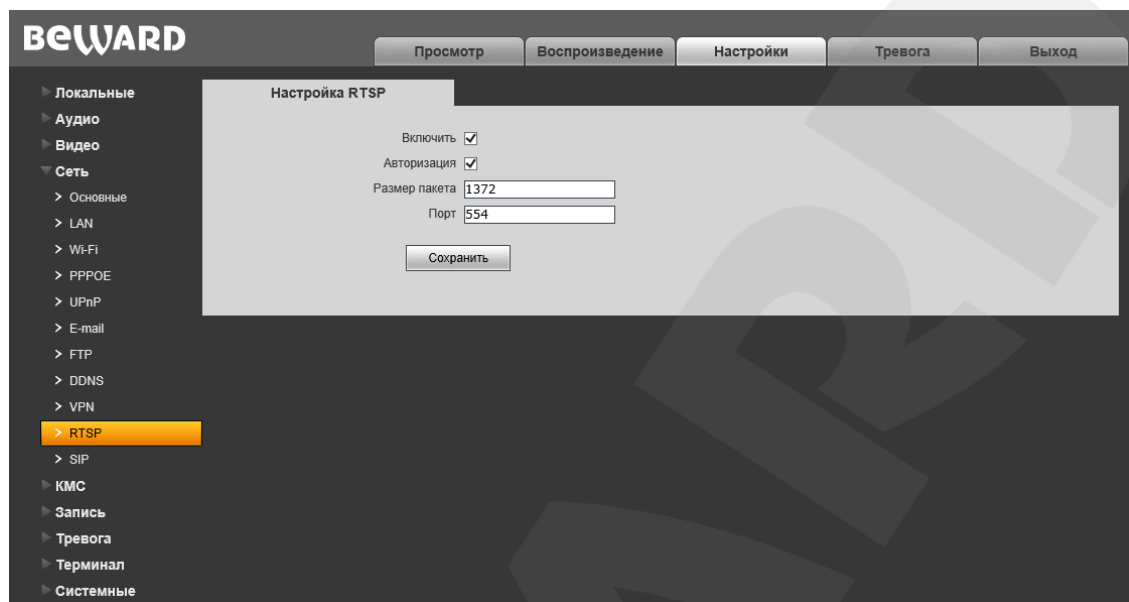 BEWARD
Просмотр Воспроизведение Настройки Тревога Выход
Локальные
Аудио
Видео
Сеть
> Основные
> LAN
> Wi-Fi
> PPPOE
> UPnP
> E-mail
> FTP
> DDNS
> VPN
> RTSP
> SIP
КМС
Запись
Тревога
Терминал
Системные
Настройка RTSP
Включить
Авторизация
Размер пакета 1372
Порт 554
Сохранить